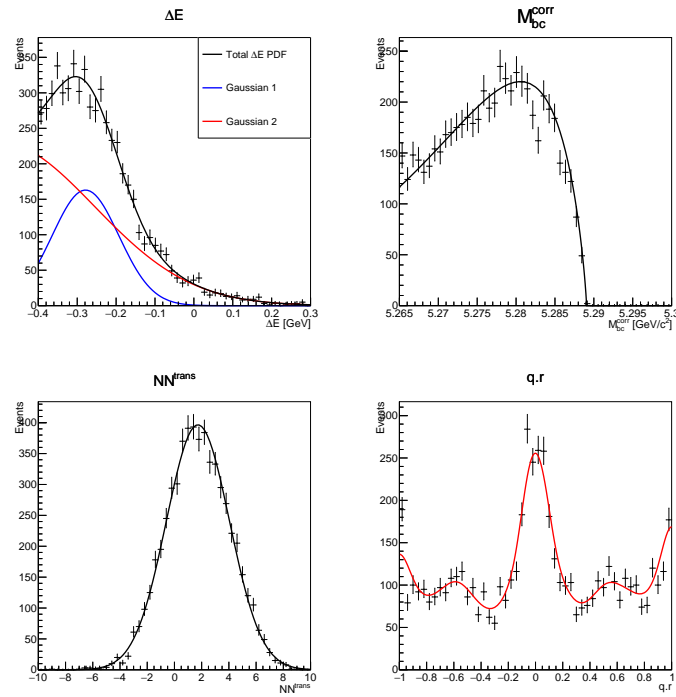 ΔE
Events
350
300
250
200
150
100
50
0
Total ΔE PDF
Gaussian 1
Gaussian 2
−0.4 −0.3 −0.2 −0.1 0 0.1 0.2 0.3
ΔE [GeV]
M_bc^corr
Events
250
200
150
100
50
0
5.265 5.27 5.275 5.28 5.285 5.29 5.295 5.3
M_bc^corr [GeV/c²]
NN^trans
Events
400
350
300
250
200
150
100
50
0
−10 −8 −6 −4 −2 0 2 4 6 8 10
NN^trans
q.r
Events
300
250
200
150
100
50
0
−1 −0.8 −0.6 −0.4 −0.2 0 0.2 0.4 0.6 0.8 1
q.r